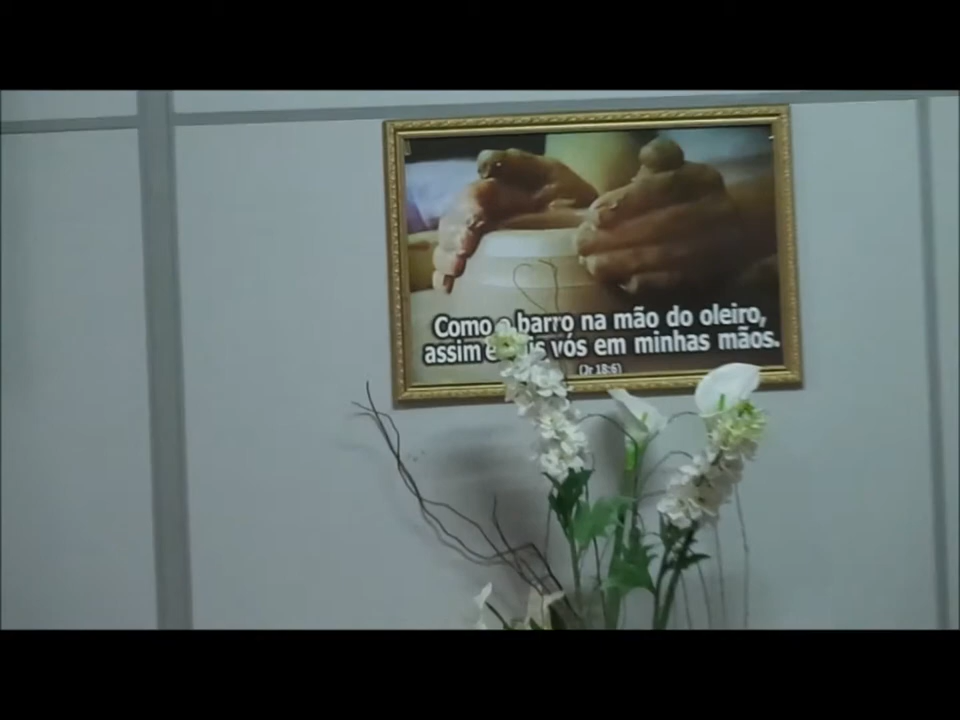 Como o barro na mão do oleiro,
assim vós em minhas mãos.
(Jr 18:6)